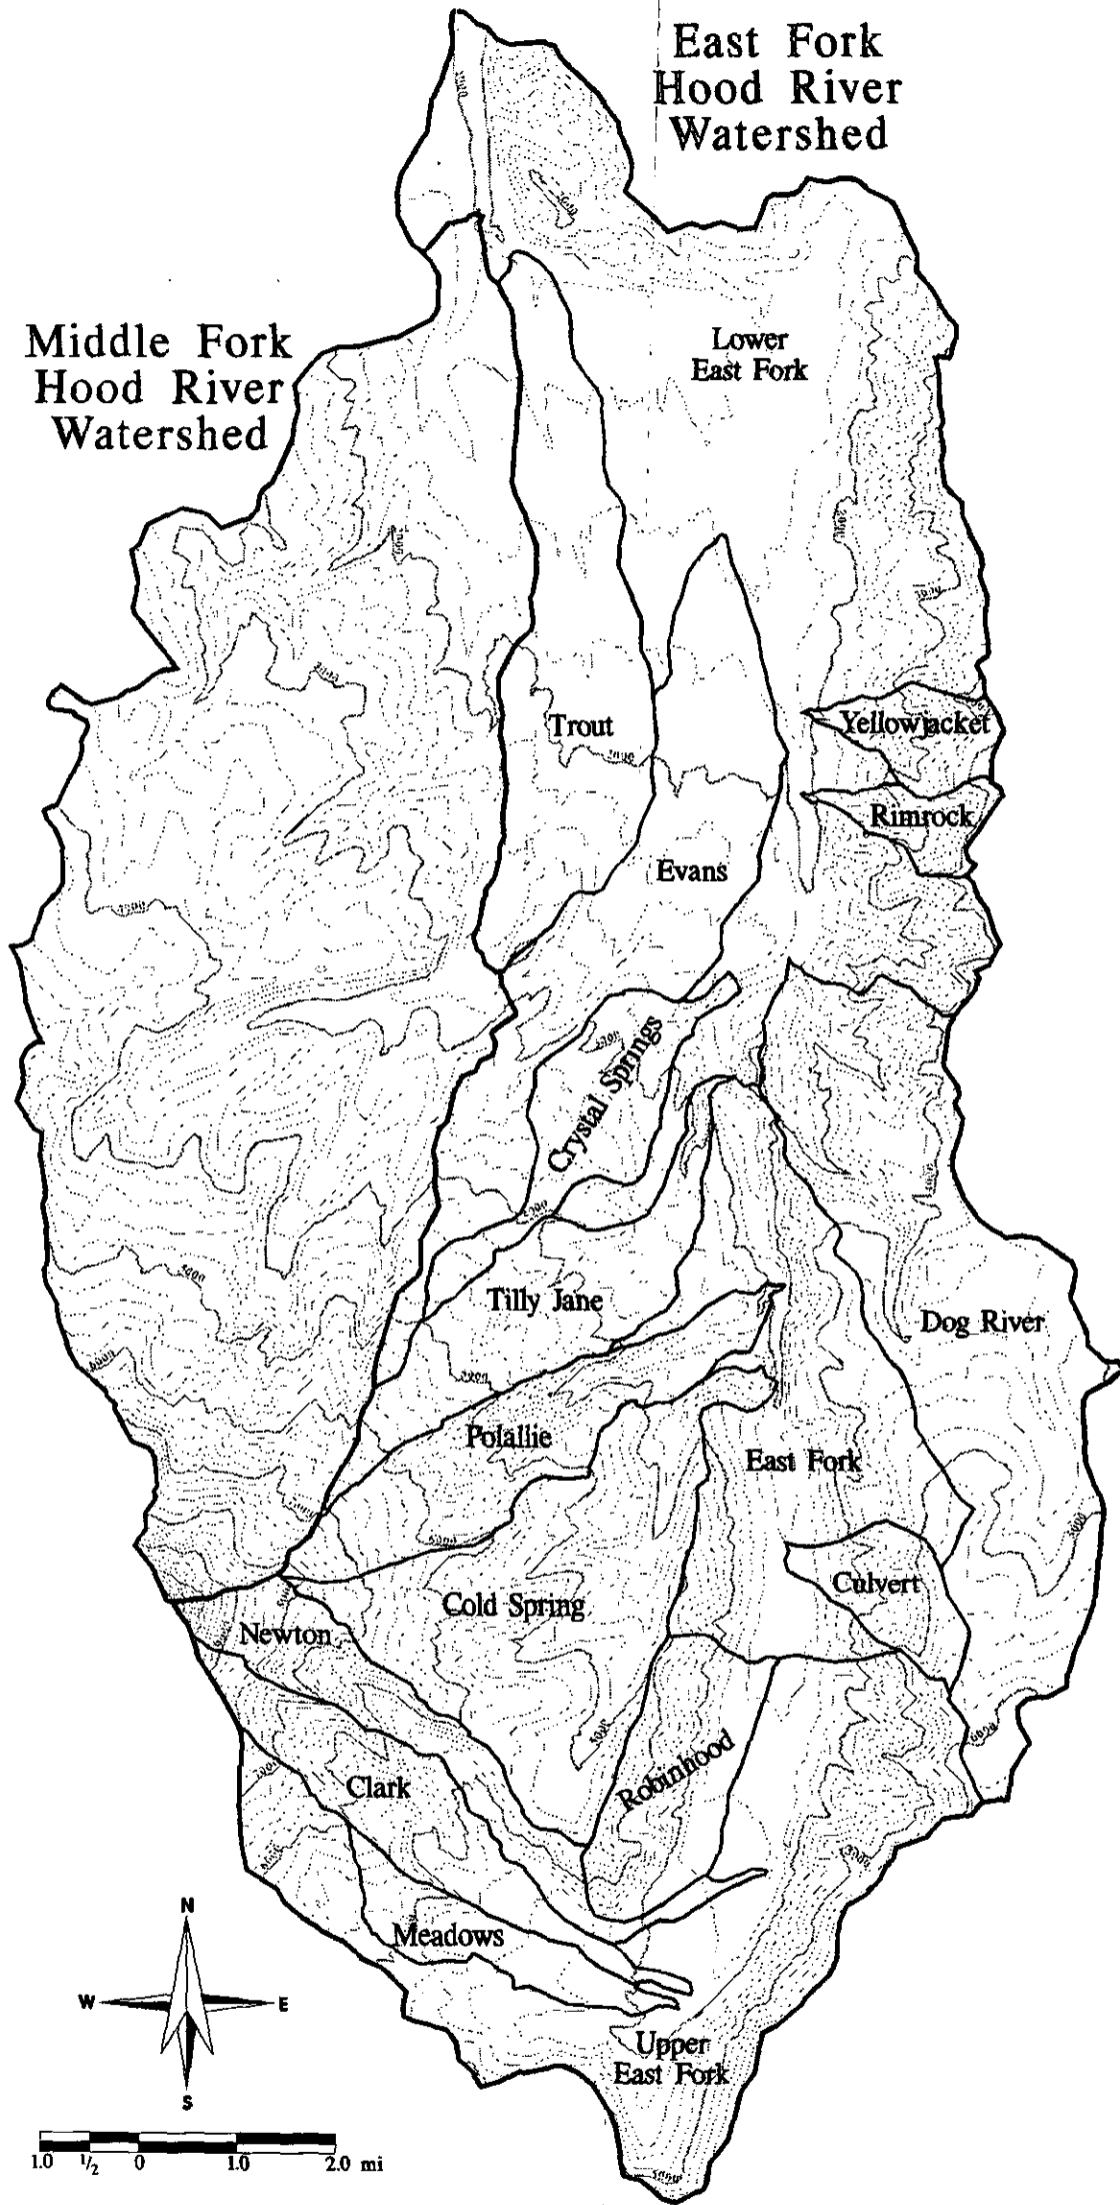 East Fork
Hood River
Watershed
Middle Fork
Hood River
Watershed
Lower
East Fork
Yellowjacket
Trout
Rimrock
Evans
Crystal Springs
Tilly Jane
Dog River
Polallie
East Fork
Culvert
Cold Spring
Newton
Robinhood
Clark
Meadows
Upper
East Fork
N
W
E
S
1.0 1/2 0 1.0 2.0 mi